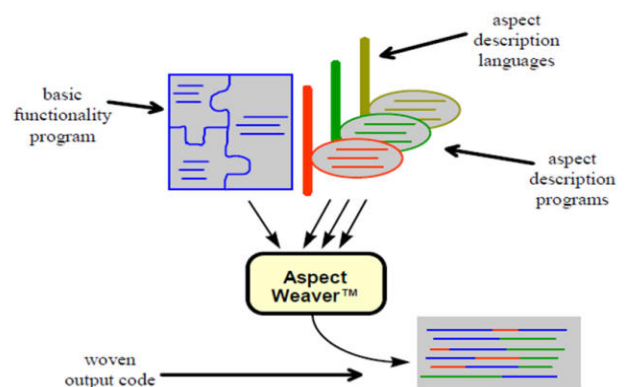 aspect
description
languages
basic
functionality
program
aspect
description
programs
Aspect
Weaver™
woven
output code